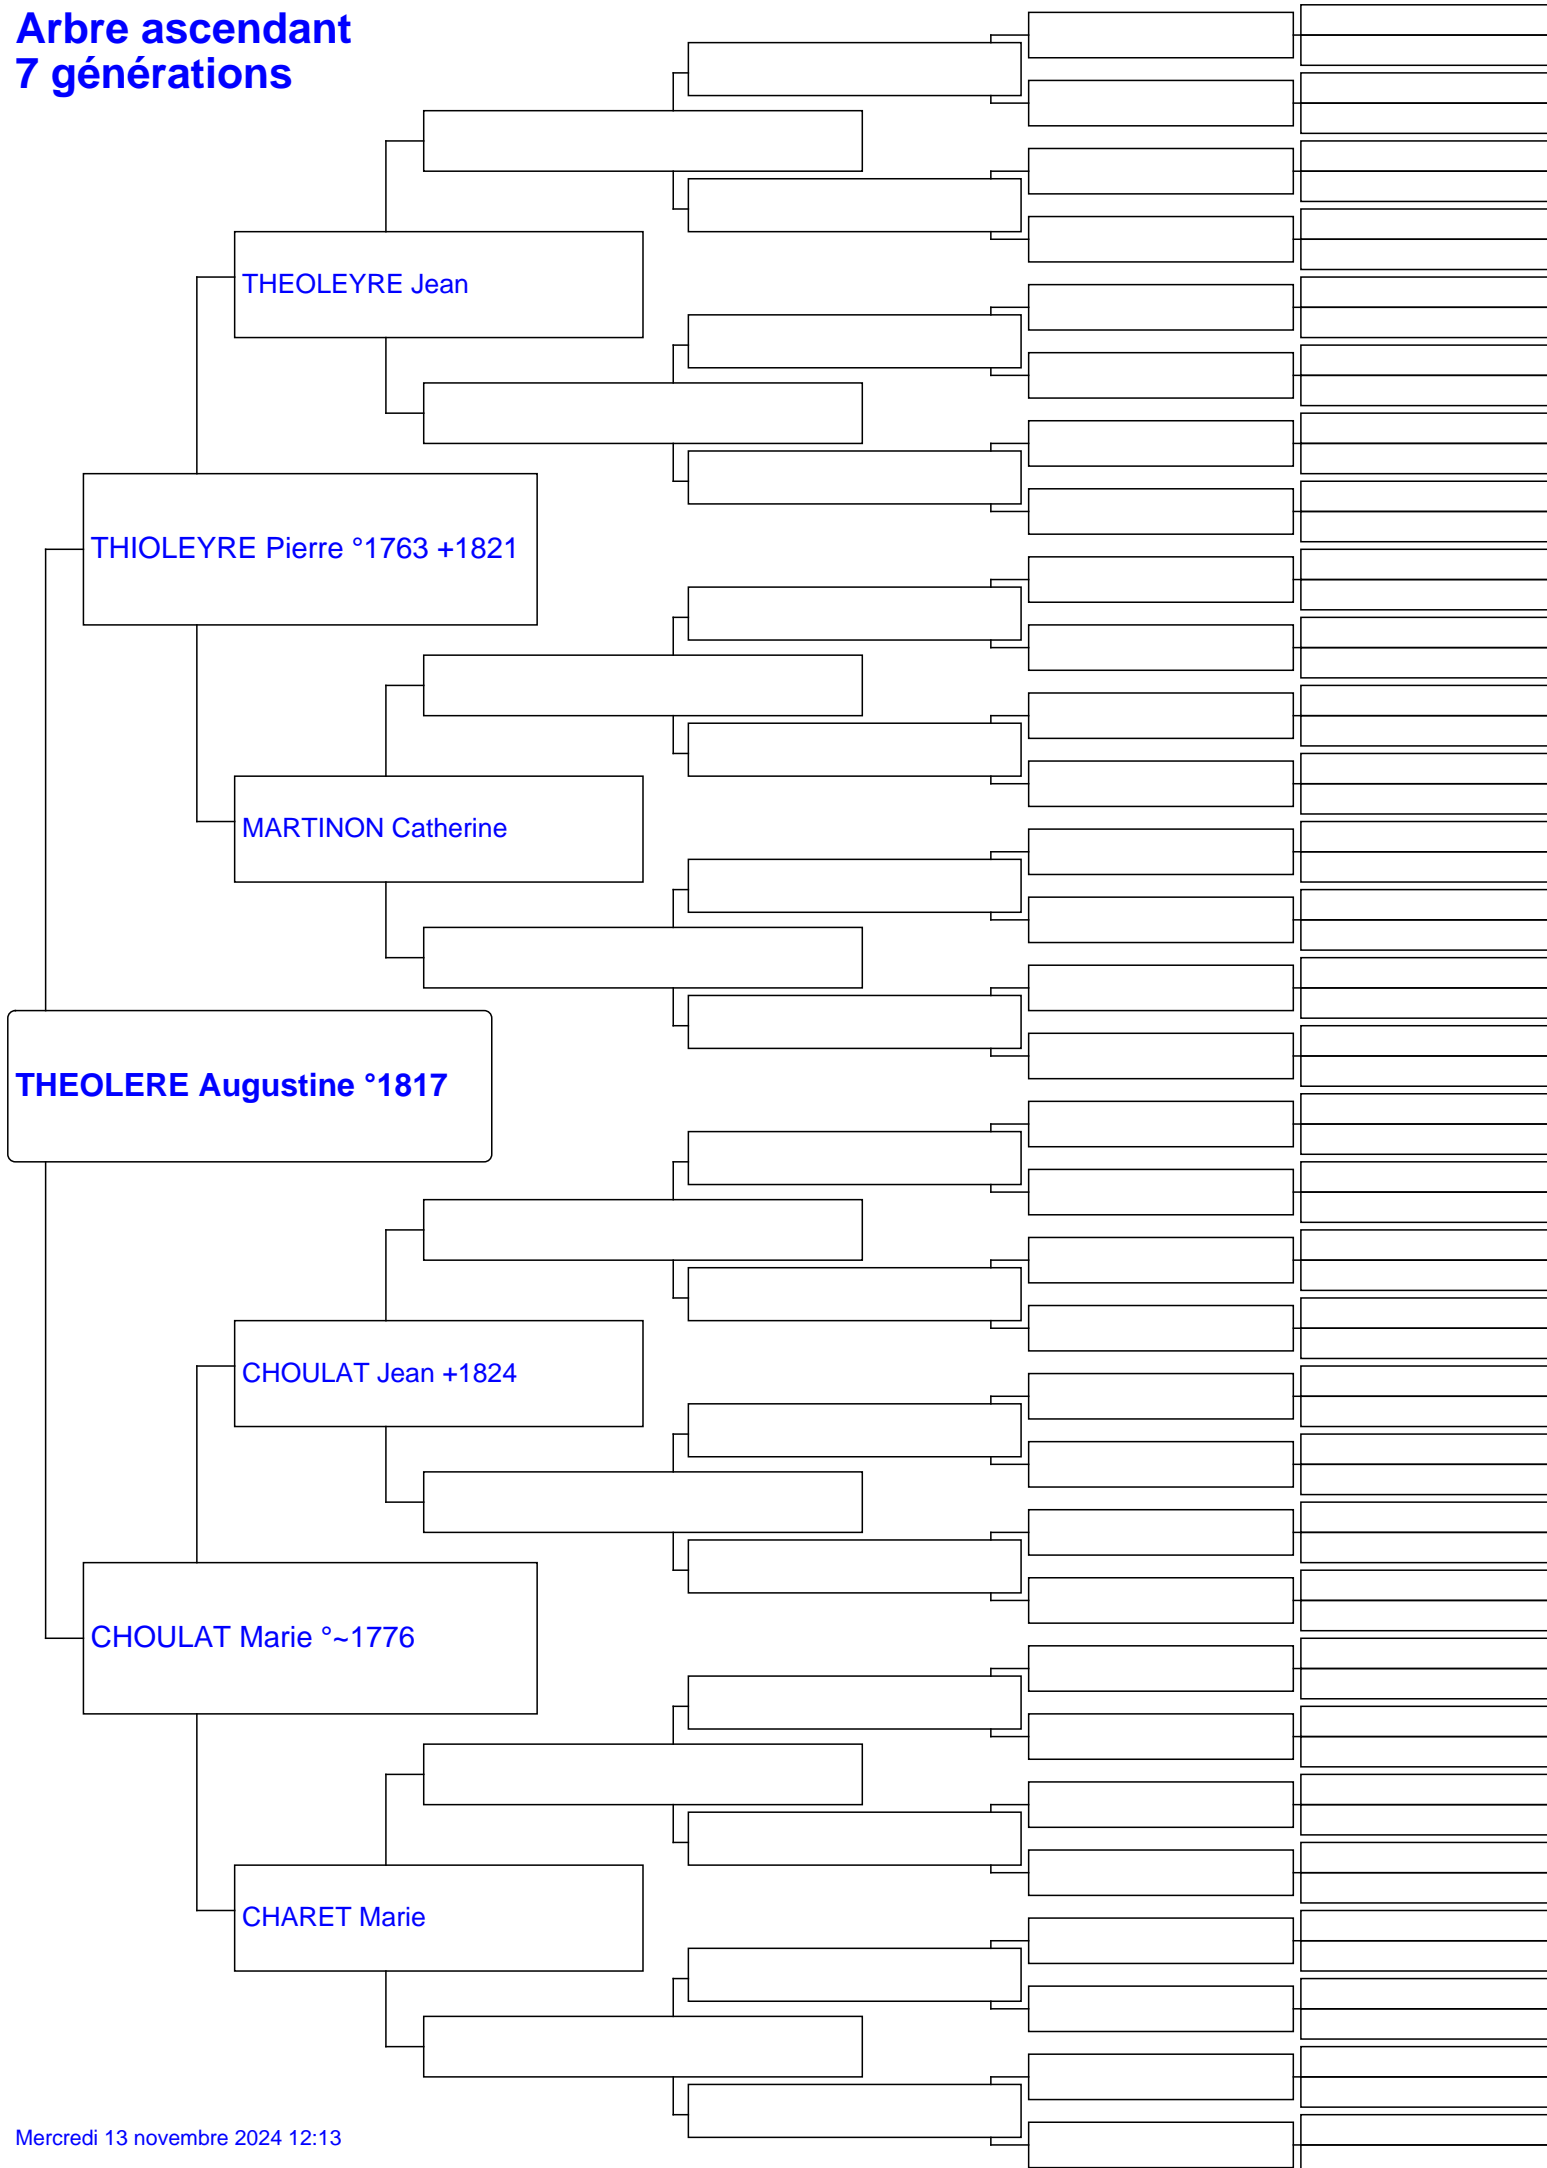 Arbre ascendant
7 générations
THEOLEYRE Jean
THIOLEYRE Pierre °1763 +1821
MARTINON Catherine
THEOLERE Augustine °1817
CHOULAT Jean +1824
CHOULAT Marie °~1776
CHARET Marie
Mercredi 13 novembre 2024 12:13